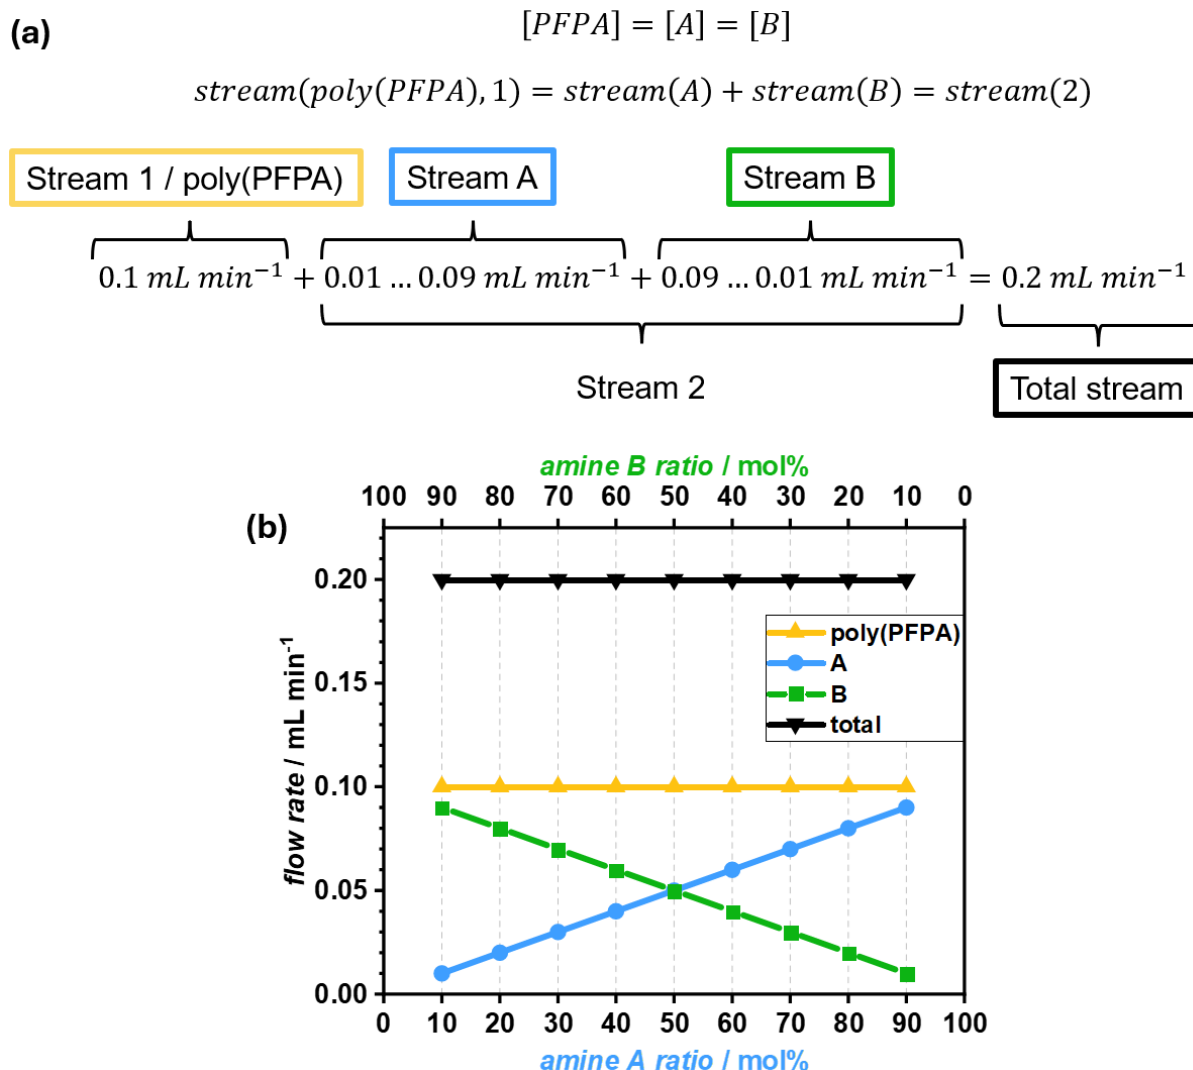 (a)
[PFPA] = [A] = [B]
stream(poly(PFPA), 1) = stream(A) + stream(B) = stream(2)
Stream 1 / poly(PFPA)
Stream A
Stream B
0.1 mL min⁻¹ + 0.01 … 0.09 mL min⁻¹ + 0.09 … 0.01 mL min⁻¹ = 0.2 mL min⁻¹
Stream 2
Total stream
amine B ratio / mol%
100 90 80 70 60 50 40 30 20 10 0
(b)
0.20
0.15
0.10
0.05
0.00
flow rate / mL min⁻¹
poly(PFPA)
A
B
total
0 10 20 30 40 50 60 70 80 90 100
amine A ratio / mol%